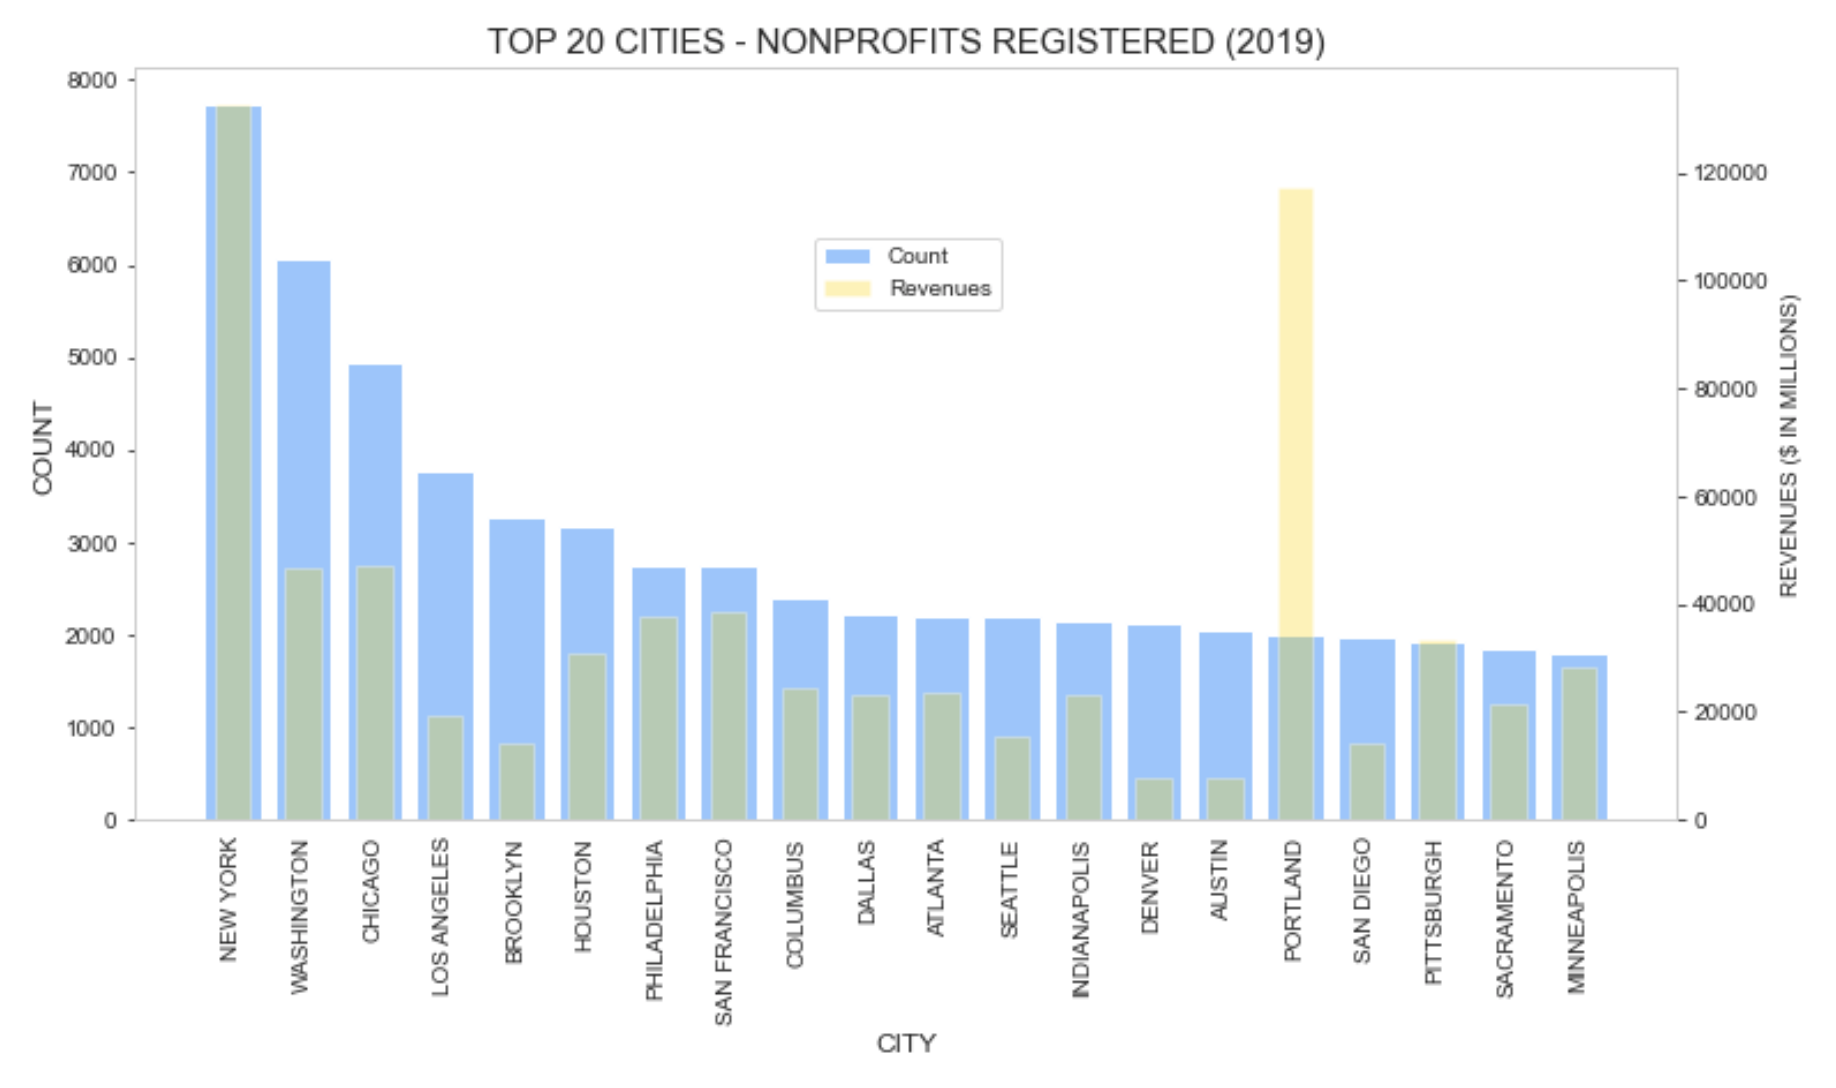 TOP 20 CITIES - NONPROFITS REGISTERED (2019)
8000
7000
6000
5000
4000
3000
2000
1000
0
COUNT
Count
Revenues
120000
100000
80000
60000
40000
20000
0
REVENUES ($ IN MILLIONS)
NEW YORK
WASHINGTON
CHICAGO
LOS ANGELES
BROOKLYN
HOUSTON
PHILADELPHIA
SAN FRANCISCO
COLUMBUS
DALLAS
ATLANTA
SEATTLE
INDIANAPOLIS
DENVER
AUSTIN
PORTLAND
SAN DIEGO
PITTSBURGH
SACRAMENTO
MINNEAPOLIS
CITY